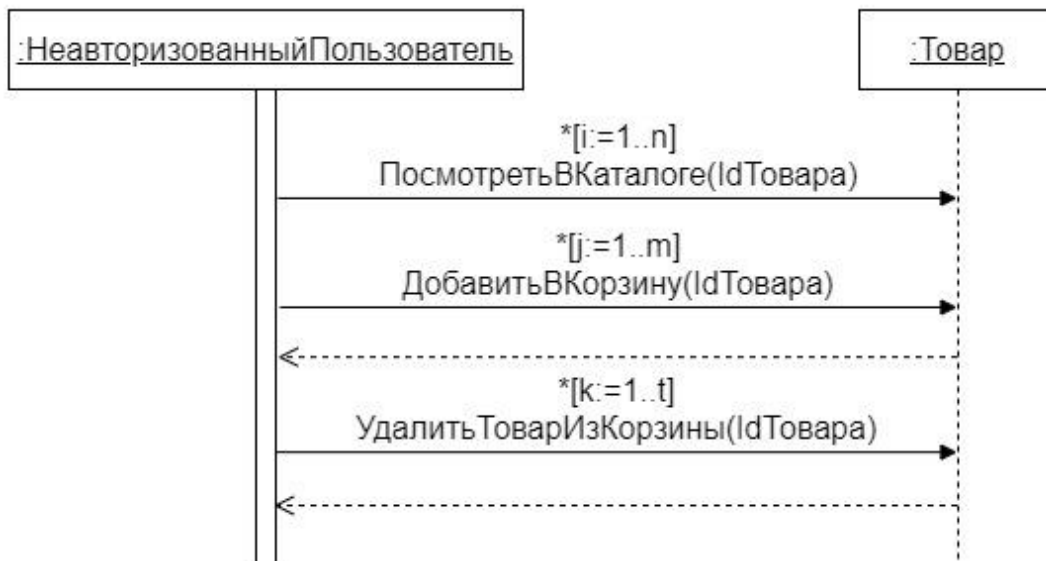 :НеавторизованныйПользователь
:Товар
*[i:=1..n]
ПосмотретьВКаталоге(IdТовара)
*[j:=1..m]
ДобавитьВКорзину(IdТовара)
*[k:=1..t]
УдалитьТоварИзКорзины(IdТовара)